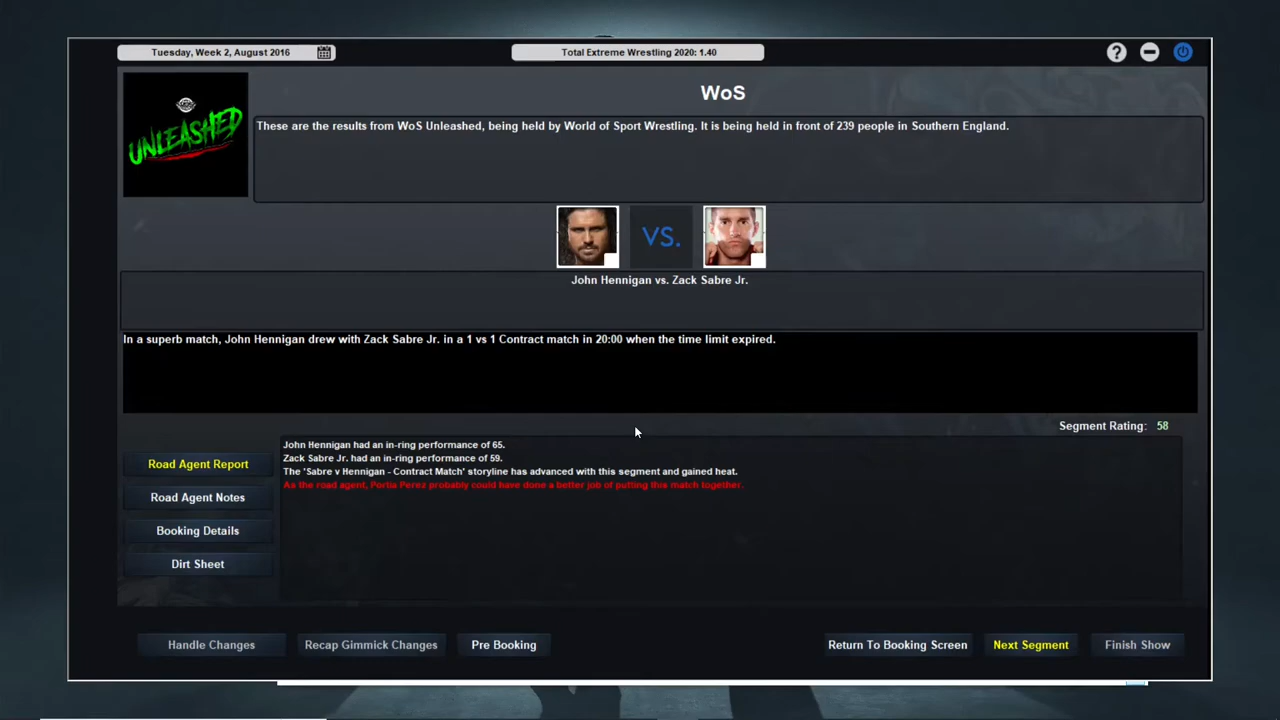 Tuesday, Week 2, August 2016
Total Extreme Wrestling 2020: 1.40
?
UNLEASHED
WoS
These are the results from WoS Unleashed, being held by World of Sport Wrestling. It is being held in front of 239 people in Southern England.
VS.
John Hennigan vs. Zack Sabre Jr.
In a superb match, John Hennigan drew with Zack Sabre Jr. in a 1 vs 1 Contract match in 20:00 when the time limit expired.
Segment Rating: 58
Road Agent Report
Road Agent Notes
Booking Details
Dirt Sheet
John Hennigan had an in-ring performance of 65.
Zack Sabre Jr. had an in-ring performance of 59.
The 'Sabre v Hennigan - Contract Match' storyline has advanced with this segment and gained heat.
As the road agent, Portia Perez probably could have done a better job of putting this match together.
Handle Changes
Recap Gimmick Changes
Pre Booking
Return To Booking Screen
Next Segment
Finish Show